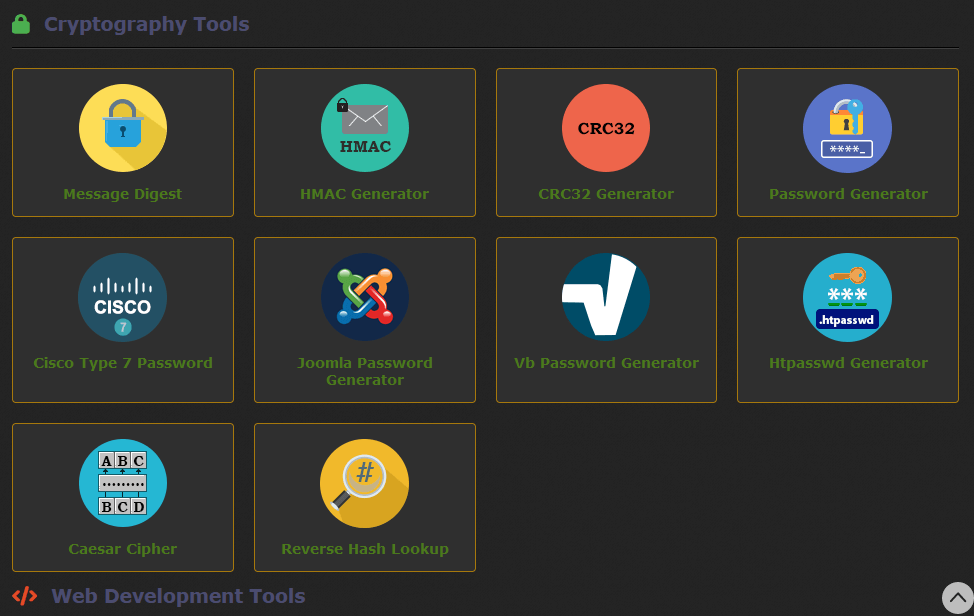 Cryptography Tools
HMAC
CRC32
****_
Message Digest
HMAC Generator
CRC32 Generator
Password Generator
CISCO
7
***
.htpasswd
Cisco Type 7 Password
Joomla Password
Generator
Vb Password Generator
Htpasswd Generator
A B C
B C D
#
Caesar Cipher
Reverse Hash Lookup
</> Web Development Tools